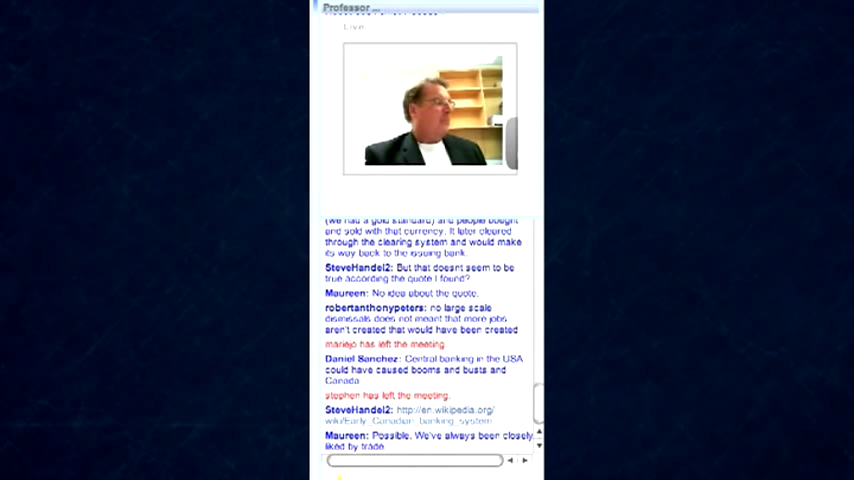 Professor ...
Live
(we had a gold standard) and people bought
and sold with that currency. It later cleared
through the clearing system and would make
its way back to the issuing bank.
SteveHandel2: But that doesnt seem to be
true according the quote I found?
Maureen: No idea about the quote.
robertanthonypeters: no large scale
dismissals does not meant that more jobs
aren't created that would have been created
mariejo has left the meeting
Daniel Sanchez: Central banking in the USA
could have caused booms and busts and
Canada
stephen has left the meeting.
SteveHandel2: http://en.wikipedia.org/
wiki/Early_Canadian_banking_system
Maureen: Possible. We've always been closely
liked by trade